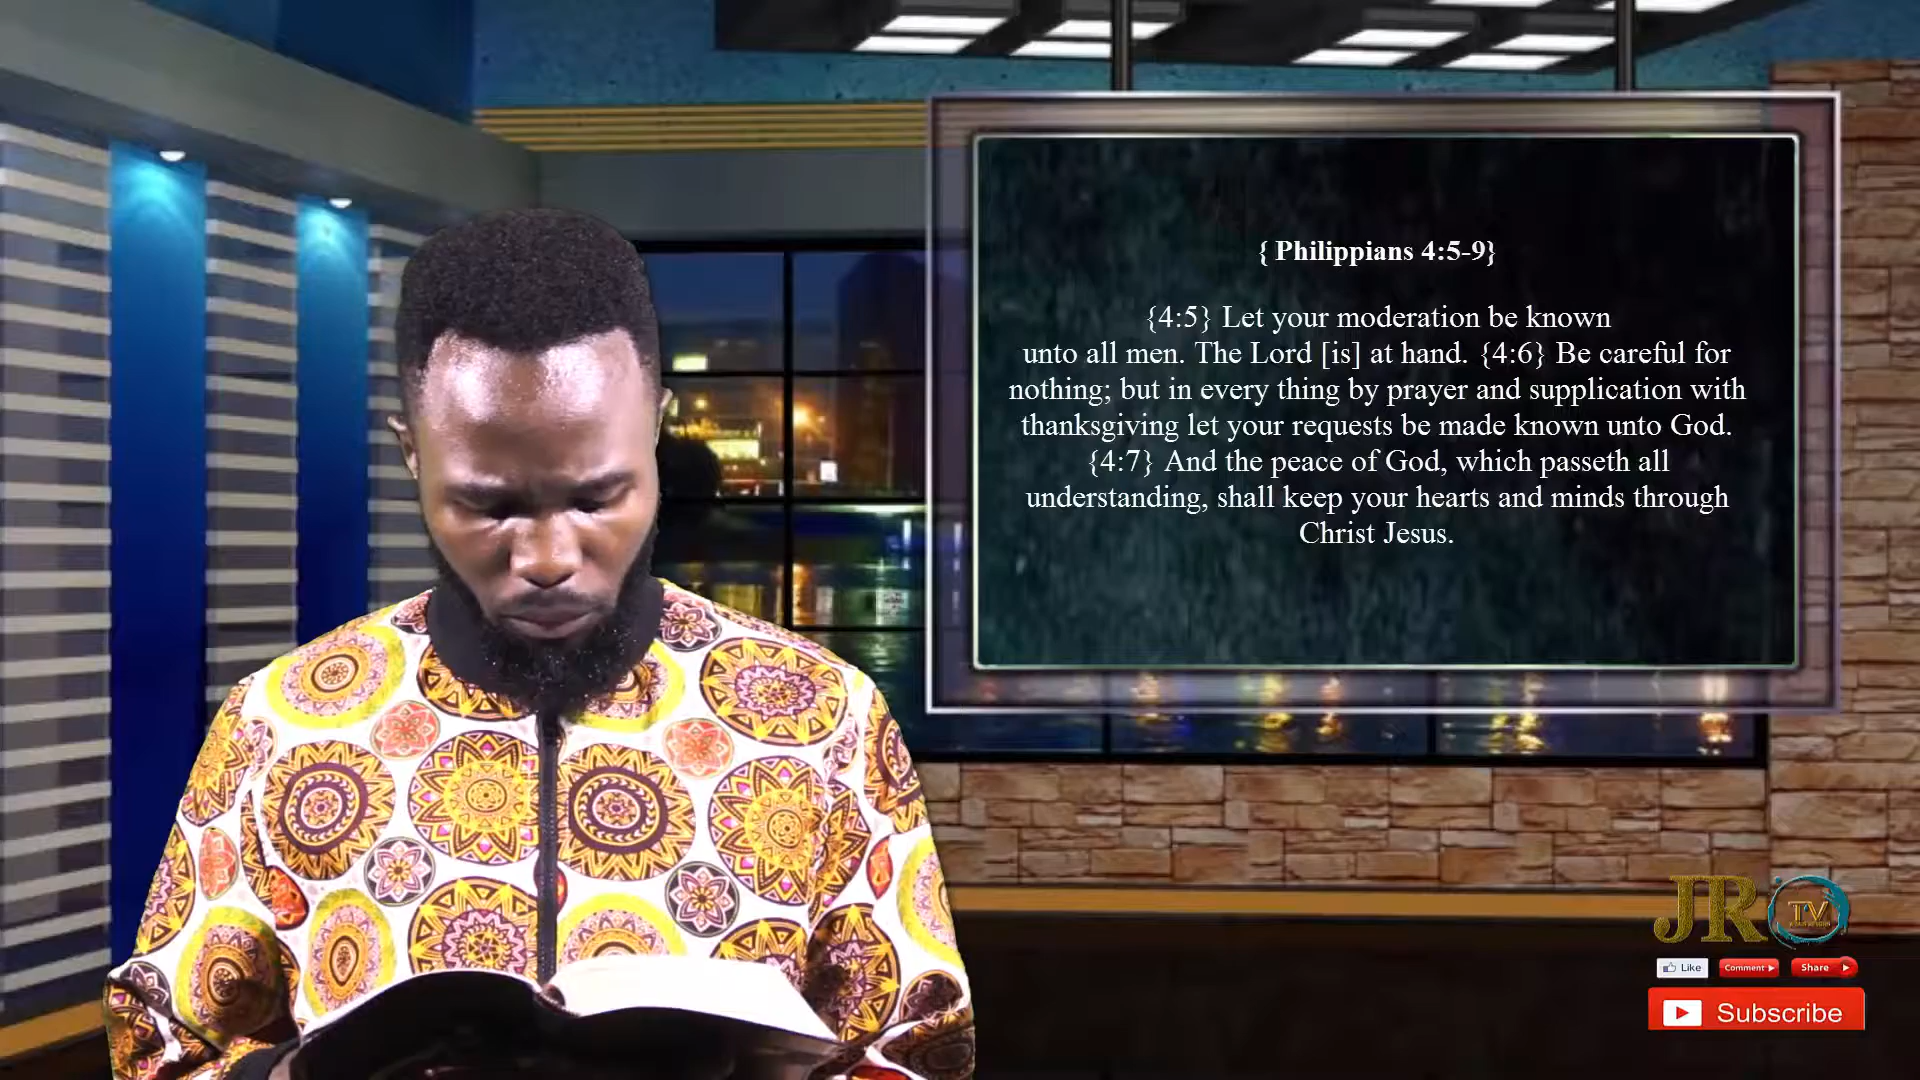 { Philippians 4:5-9}
{4:5} Let your moderation be known
unto all men. The Lord [is] at hand. {4:6} Be careful for
nothing; but in every thing by prayer and supplication with
thanksgiving let your requests be made known unto God.
{4:7} And the peace of God, which passeth all
understanding, shall keep your hearts and minds through
Christ Jesus.
JRO
TV
Like
Comment
Share
Subscribe